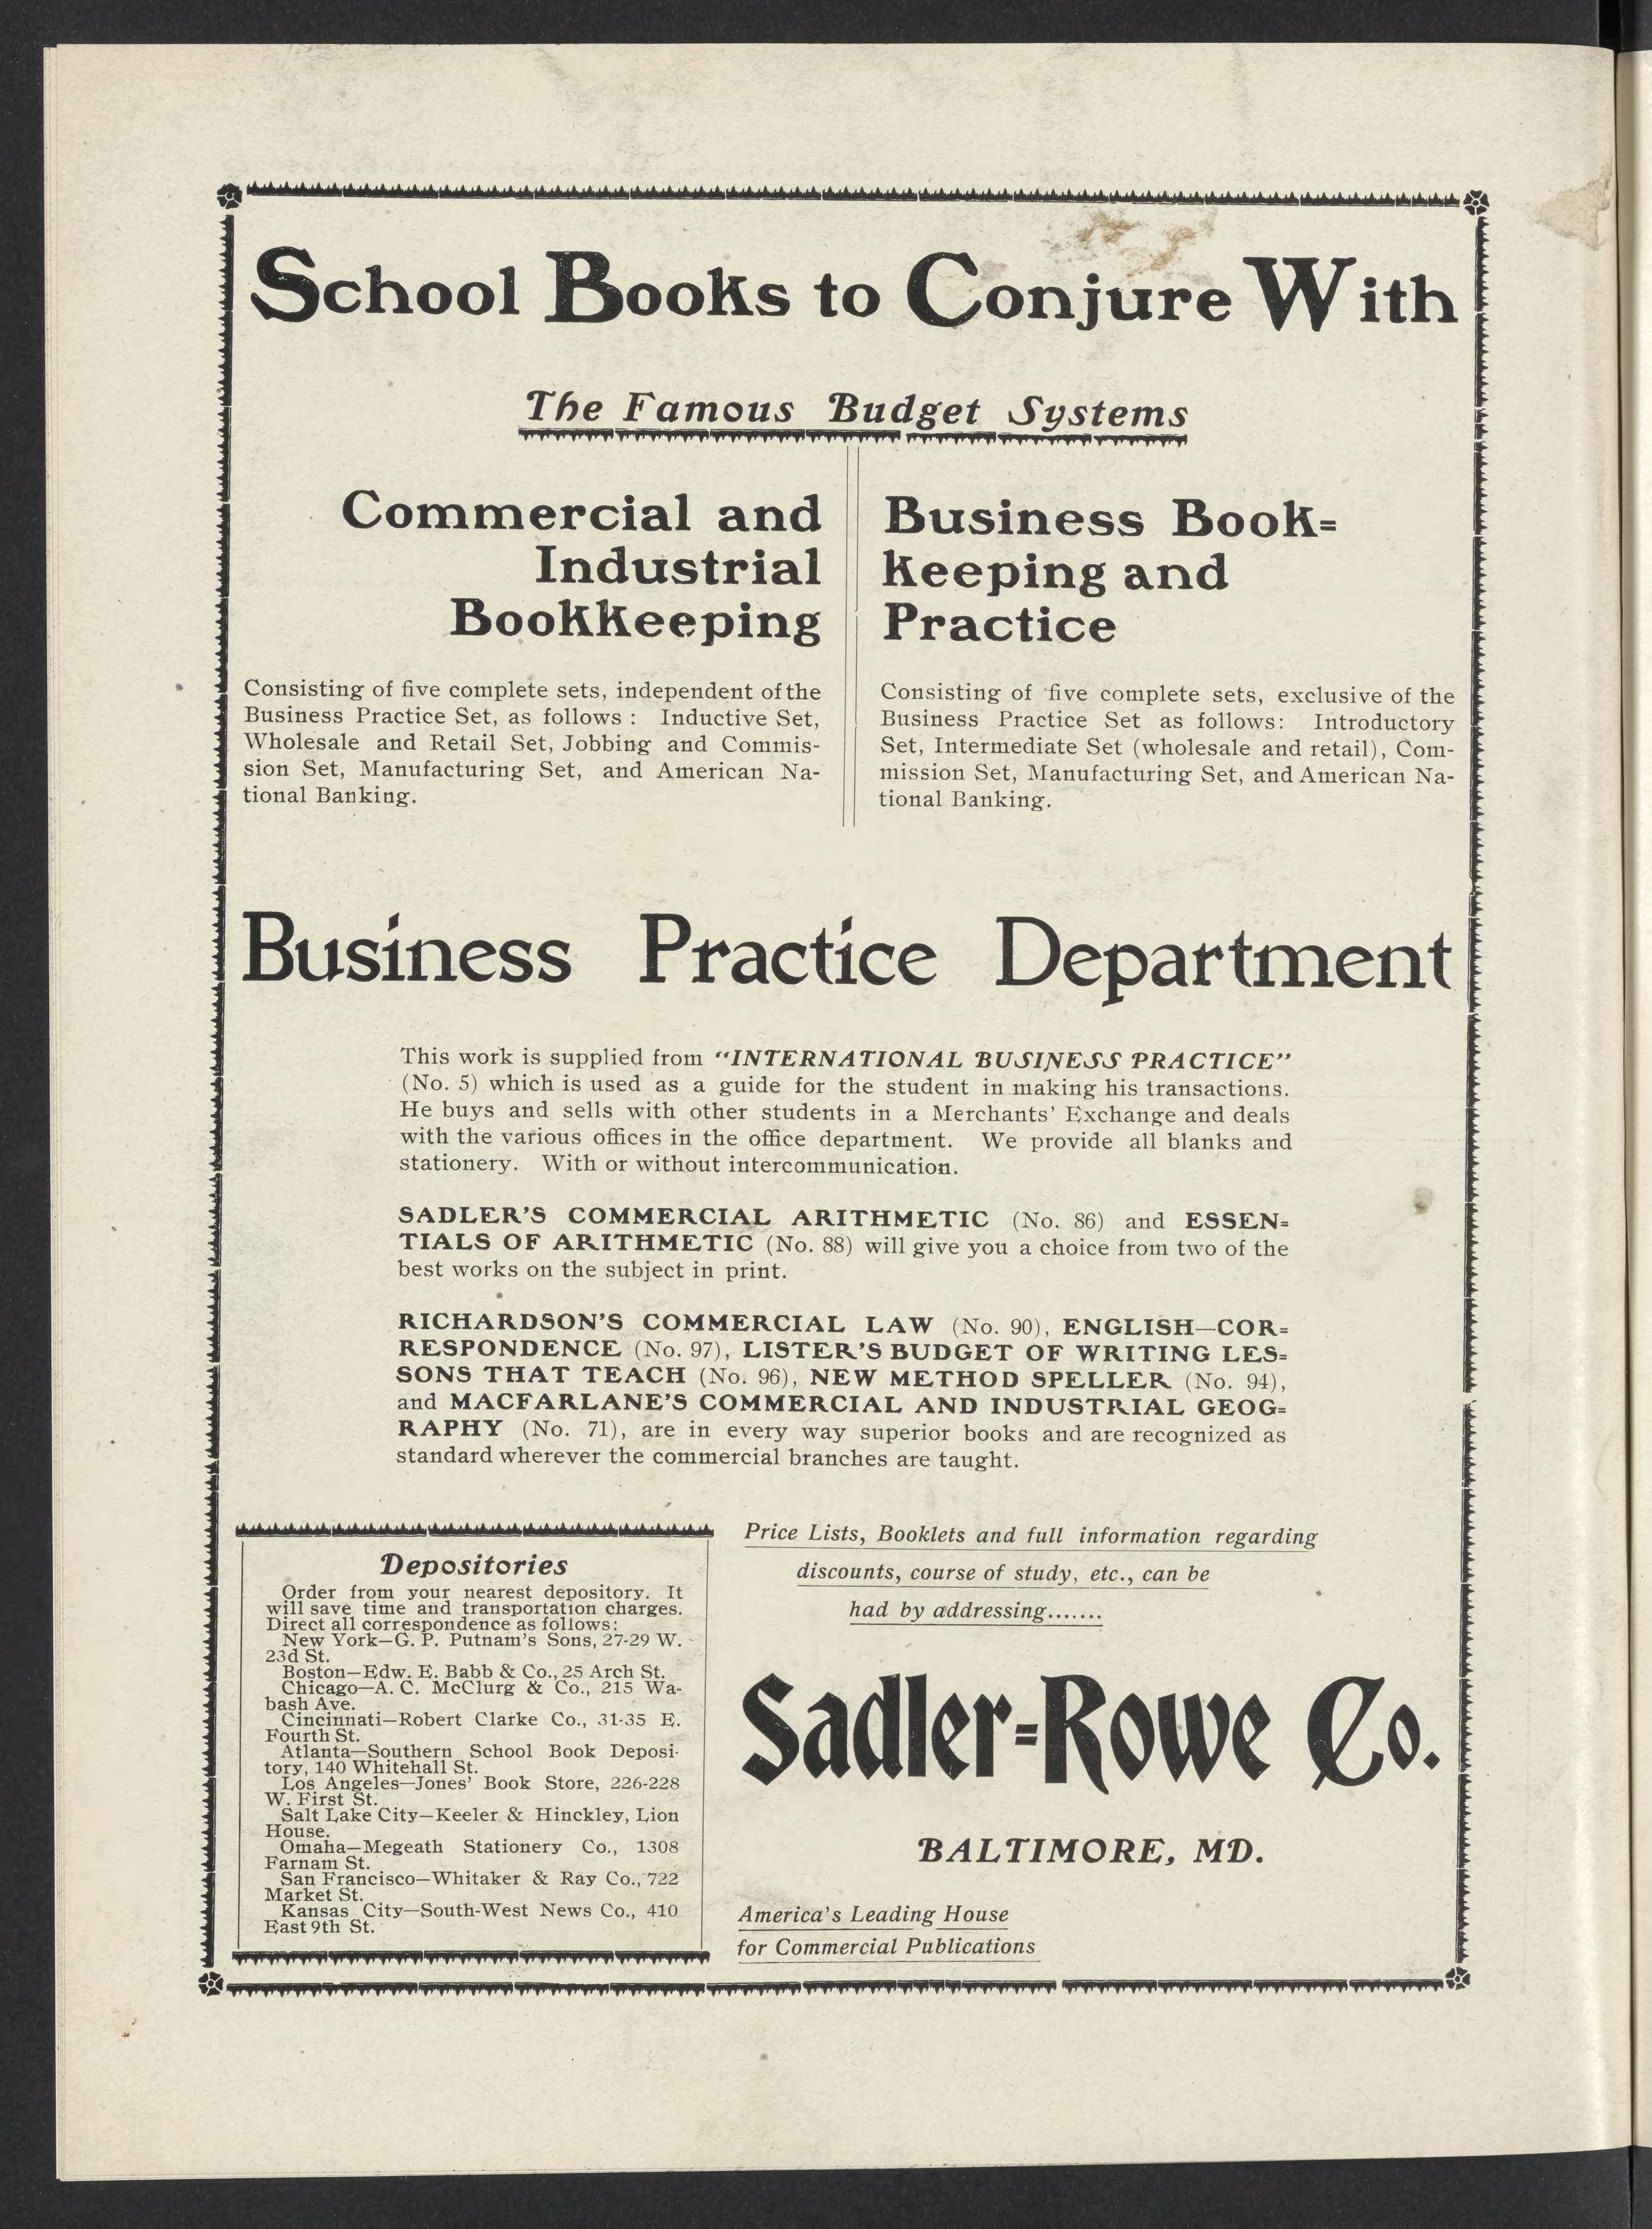 School Books to Conjure With
The Famous Budget Systems
Commercial and
Industrial
Bookkeeping
Consisting of five complete sets, independent of the
Business Practice Set, as follows : Inductive Set,
Wholesale and Retail Set, Jobbing and Commis-
sion Set, Manufacturing Set, and American Na-
tional Banking.
Business Book=
keeping and
Practice
Consisting of five complete sets, exclusive of the
Business Practice Set as follows: Introductory
Set, Intermediate Set (wholesale and retail), Com-
mission Set, Manufacturing Set, and American Na-
tional Banking.
Business Practice Department
This work is supplied from “INTERNATIONAL BUSINESS PRACTICE”
(No. 5) which is used as a guide for the student in making his transactions.
He buys and sells with other students in a Merchants’ Exchange and deals
with the various offices in the office department. We provide all blanks and
stationery. With or without intercommunication.
SADLER’S COMMERCIAL ARITHMETIC (No. 86) and ESSEN=
TIALS OF ARITHMETIC (No. 88) will give you a choice from two of the
best works on the subject in print.
RICHARDSON’S COMMERCIAL LAW (No. 90), ENGLISH—COR=
RESPONDENCE (No. 97), LISTER’S BUDGET OF WRITING LES=
SONS THAT TEACH (No. 96), NEW METHOD SPELLER (No. 94),
and MACFARLANE’S COMMERCIAL AND INDUSTRIAL GEOG=
RAPHY (No. 71), are in every way superior books and are recognized as
standard wherever the commercial branches are taught.
Depositories
Order from your nearest depository. It
will save time and transportation charges.
Direct all correspondence as follows:
New York—G. P. Putnam’s Sons, 27-29 W.
23d St.
Boston—Edw. E. Babb & Co., 25 Arch St.
Chicago—A. C. McClurg & Co., 215 Wa-
bash Ave.
Cincinnati—Robert Clarke Co., 31-35 E.
Fourth St.
Atlanta—Southern School Book Deposi-
tory, 140 Whitehall St.
Los Angeles—Jones’ Book Store, 226-228
W. First St.
Salt Lake City—Keeler & Hinckley, Lion
House.
Omaha—Megeath Stationery Co., 1308
Farnam St.
San Francisco—Whitaker & Ray Co., 722
Market St.
Kansas City—South-West News Co., 410
East 9th St.
Price Lists, Booklets and full information regarding
discounts, course of study, etc., can be
had by addressing.......
Sadler=Rowe Co.
BALTIMORE, MD.
America’s Leading House
for Commercial Publications